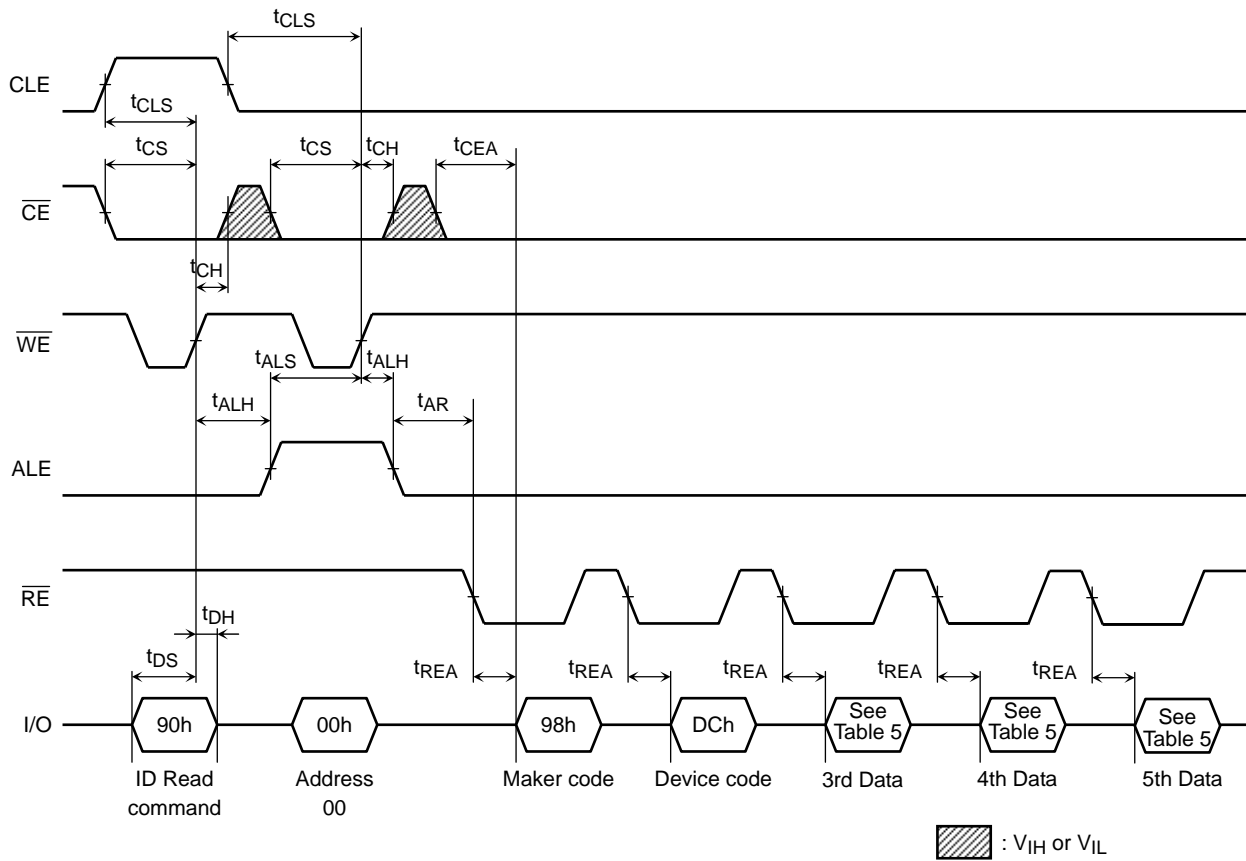 tCLS
CLE
tCLS
tCS
tCS
tCH
tCEA
CE
tCH
WE
tALS
tALH
tALH
tAR
ALE
RE
tDH
tDS
tREA
tREA
tREA
tREA
tREA
I/O
90h
00h
98h
DCh
See
Table 5
See
Table 5
See
Table 5
ID Read
command
Address
00
Maker code
Device code
3rd Data
4th Data
5th Data
: VIH or VIL